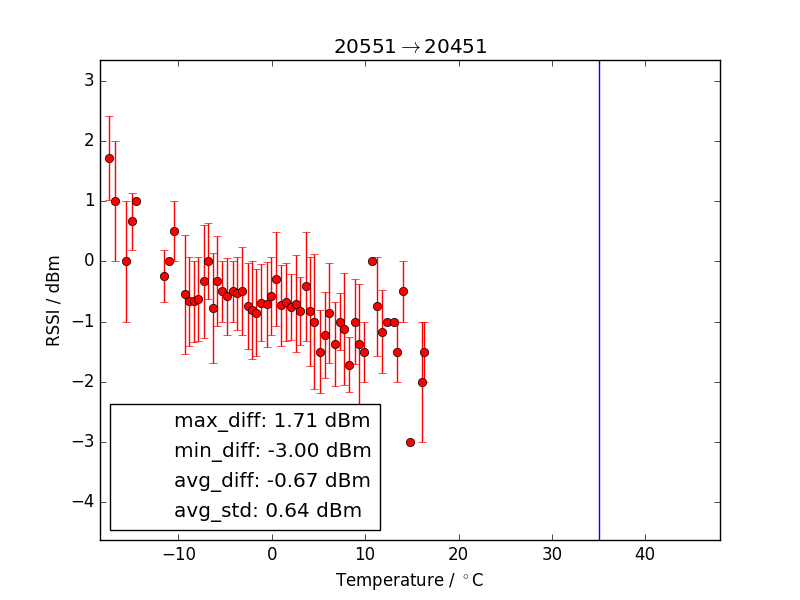 20551→20451
3
2
1
0
−1
−2
−3
−4
RSSI / dBm
max_diff: 1.71 dBm
min_diff: -3.00 dBm
avg_diff: -0.67 dBm
avg_std: 0.64 dBm
−10 0 10 20 30 40
Temperature / °C